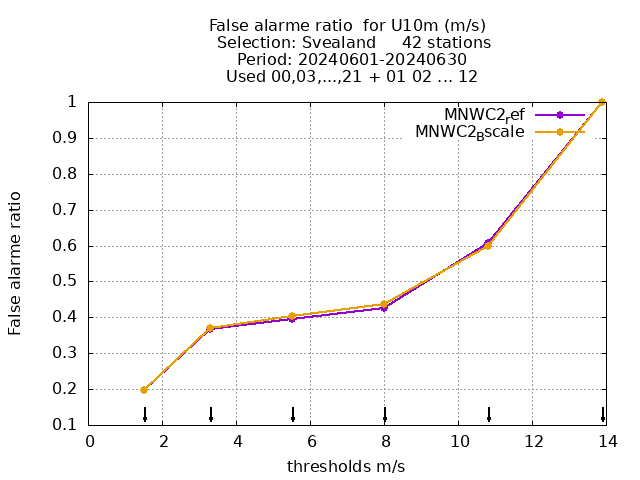 False alarme ratio  for U10m (m/s)
Selection: Svealand     42 stations
Period: 20240601-20240630
Used 00,03,...,21 + 01 02 ... 12
MNWC2ref
MNWC2Bscale
False alarme ratio
1
0.9
0.8
0.7
0.6
0.5
0.4
0.3
0.2
0.1
0 2 4 6 8 10 12 14
thresholds m/s